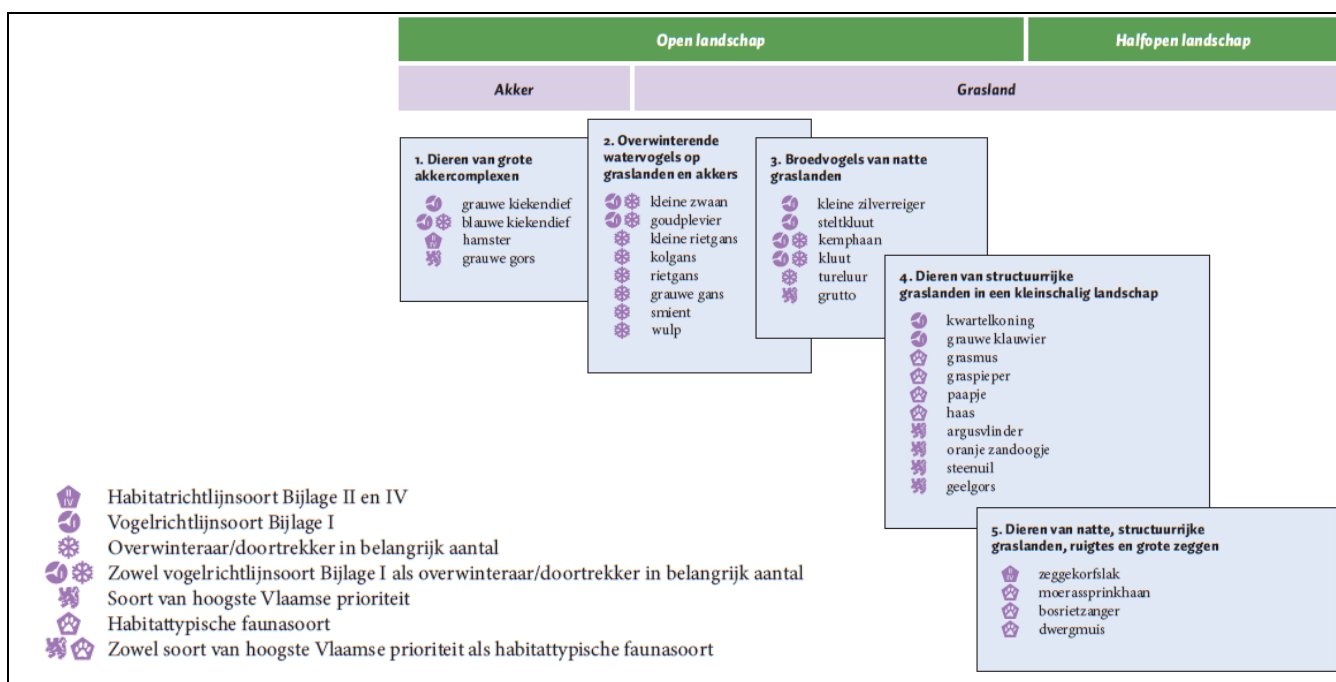 Open landschap
Halfopen landschap
Akker
Grasland
1. Dieren van grote
akkercomplexen
grauwe kiekendief
blauwe kiekendief
II
IV
hamster
grauwe gors
2. Overwinterende
watervogels op
graslanden en akkers
kleine zwaan
goudplevier
kleine rietgans
kolgans
rietgans
grauwe gans
smient
wulp
3. Broedvogels van natte
graslanden
kleine zilverreiger
steltkluut
kemphaan
kluut
tureluur
grutto
4. Dieren van structuurrijke
graslanden in een kleinschalig landschap
kwartelkoning
grauwe klauwier
grasmus
graspieper
paapje
haas
argusvlinder
oranje zandoogje
steenuil
geelgors
5. Dieren van natte, structuurrijke
graslanden, ruigtes en grote zeggen
II
IV
zeggekorfslak
moerassprinkhaan
bosrietzanger
dwergmuis
II
IV
Habitatrichtlijnsoort Bijlage II en IV
Vogelrichtlijnsoort Bijlage I
Overwinteraar/doortrekker in belangrijk aantal
Zowel vogelrichtlijnsoort Bijlage I als overwinteraar/doortrekker in belangrijk aantal
Soort van hoogste Vlaamse prioriteit
Habitattypische faunasoort
Zowel soort van hoogste Vlaamse prioriteit als habitattypische faunasoort